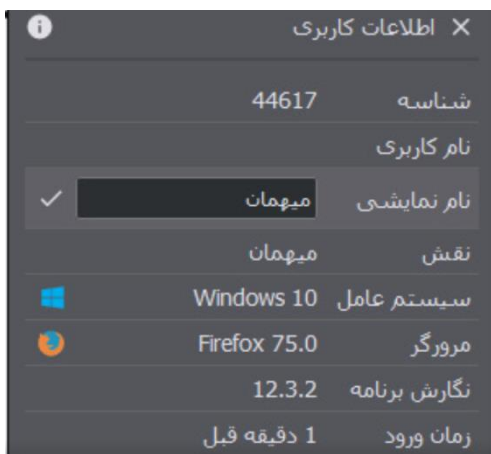 اطلاعات کاربری
شناسه 44617
نام کاربری
نام نمایشی میهمان
نقش میهمان
سیستم عامل Windows 10
مرورگر Firefox 75.0
نگارش برنامه 12.3.2
زمان ورود 1 دقیقه قبل